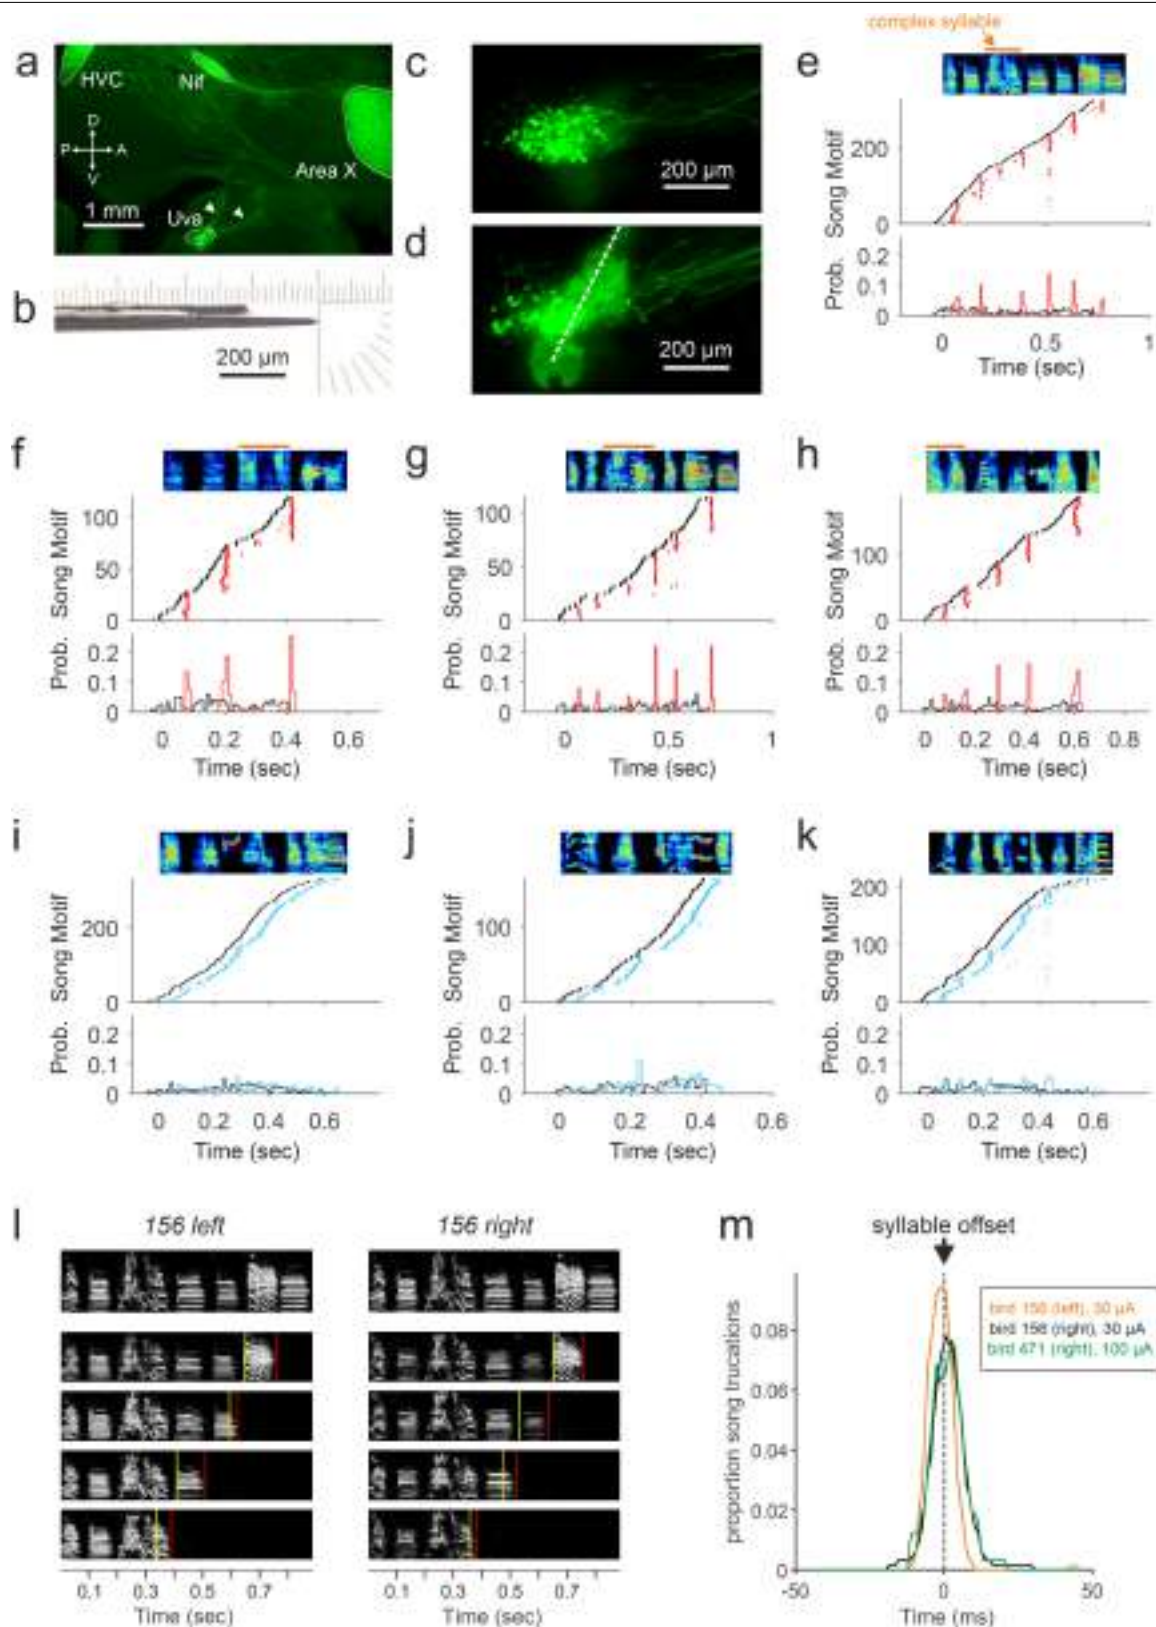 a
HVC
Nif
D
P
A
V
Area X
1 mm
Uva
b
200 µm
c
200 µm
d
200 µm
complex syllable
e
Song Motif
200
0
Prob.
0.2
0.1
0
0
0.5
1
Time (sec)
f
Song Motif
100
50
0
Prob.
0.2
0.1
0
0
0.2
0.4
0.6
Time (sec)
g
Song Motif
100
50
0
Prob.
0.2
0.1
0
0
0.5
1
Time (sec)
h
Song Motif
100
0
Prob.
0.2
0.1
0
0
0.2
0.4
0.6
0.8
Time (sec)
i
Song Motif
200
0
Prob.
0.2
0.1
0
0
0.2
0.4
0.6
Time (sec)
j
Song Motif
100
0
Prob.
0.2
0.1
0
0
0.2
0.4
0.6
Time (sec)
k
Song Motif
200
100
0
Prob.
0.2
0.1
0
0
0.2
0.4
0.6
Time (sec)
l
156 left
0.1
0.3
0.5
0.7
Time (sec)
156 right
0.1
0.3
0.5
0.7
Time (sec)
m
syllable offset
proportion song trucations
0.08
0.06
0.04
0.02
0
-50
0
50
Time (ms)
bird 156 (left), 30 µA
bird 156 (right), 30 µA
bird 471 (right), 100 µA